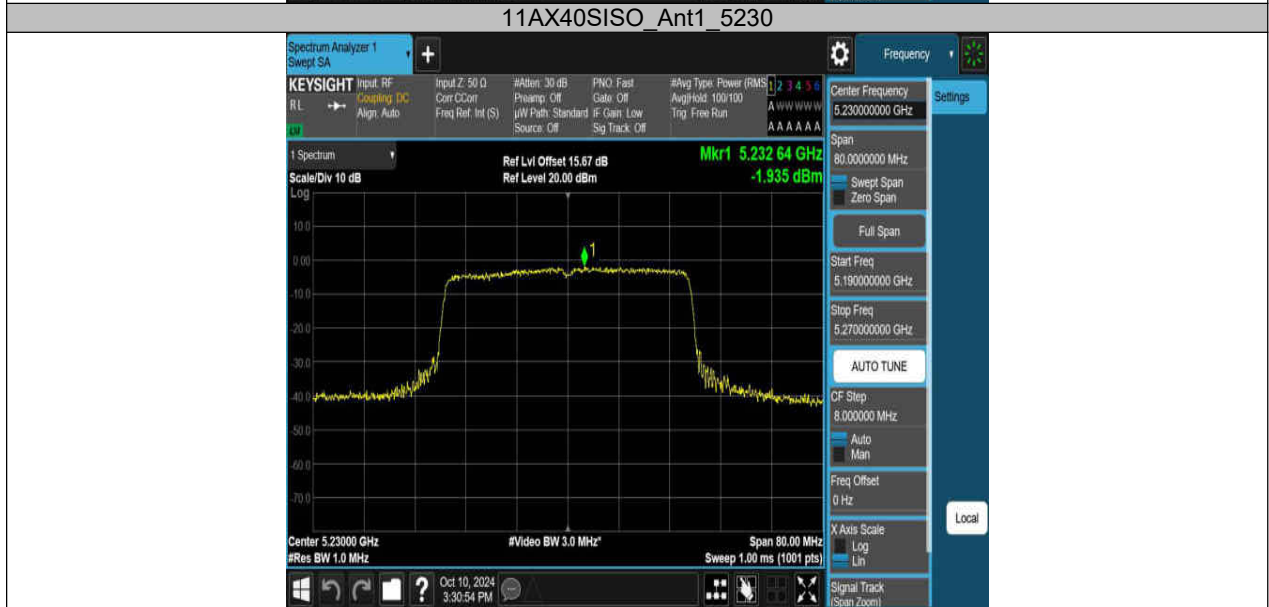 11AX40SISO_Ant1_5230
Spectrum Analyzer 1
Swept SA
+
Frequency
KEYSIGHT
RL
LM
Input: RF
Coupling: DC
Align: Auto
Input Z: 50 Ω
Corr CCorr
Freq Ref: Int (S)
#Atten: 30 dB
Preamp: Off
µW Path: Standard
Source: Off
PNO: Fast
Gate: Off
IF Gain: Low
Sig Track: Off
#Avg Type: Power (RMS
Avg|Hold: 100/100
Trig: Free Run
1 2 3 4 5 6
A W W W W W
A A A A A A
1 Spectrum
Scale/Div 10 dB
Log
Ref Lvl Offset 15.67 dB
Ref Level 20.00 dBm
Mkr1 5.232 64 GHz
-1.935 dBm
10.0
0.00
-10.0
-20.0
-30.0
-40.0
-50.0
-60.0
-70.0
1
Center 5.23000 GHz
#Res BW 1.0 MHz
#Video BW 3.0 MHz*
Span 80.00 MHz
Sweep 1.00 ms (1001 pts)
?
Oct 10, 2024
3:30:54 PM
Center Frequency
5.230000000 GHz
Settings
Span
80.0000000 MHz
Swept Span
Zero Span
Full Span
Start Freq
5.190000000 GHz
Stop Freq
5.270000000 GHz
AUTO TUNE
CF Step
8.000000 MHz
Auto
Man
Freq Offset
0 Hz
Local
X Axis Scale
Log
Lin
Signal Track
(Span Zoom)